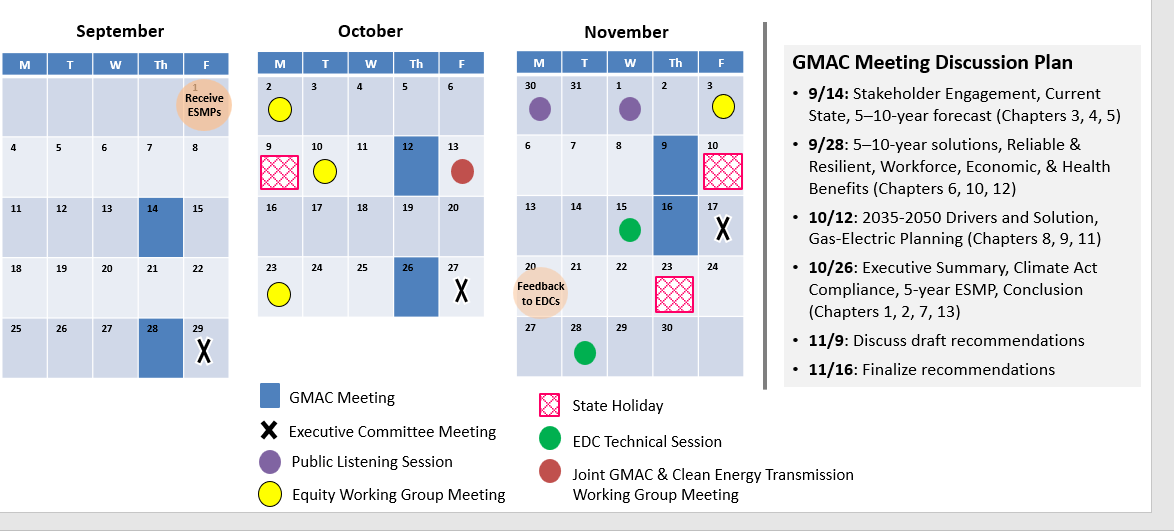 September
M T W Th F
1
Receive
ESMPs
4 5 6 7 8
11 12 13 14 15
18 19 20 21 22
25 26 27 28 29
October
M T W Th F
2 3 4 5 6
9 10 11 12 13
16 17 18 19 20
23 24 25 26 27
November
M T W Th F
30 31 1 2 3
6 7 8 9 10
13 14 15 16 17
20 21 22 23 24
Feedback
to EDCs
27 28 29 30
GMAC Meeting
Executive Committee Meeting
Public Listening Session
Equity Working Group Meeting
State Holiday
EDC Technical Session
Joint GMAC & Clean Energy Transmission
Working Group Meeting
GMAC Meeting Discussion Plan
• 9/14: Stakeholder Engagement, Current
State, 5–10-year forecast (Chapters 3, 4, 5)
• 9/28: 5–10-year solutions, Reliable &
Resilient, Workforce, Economic, & Health
Benefits (Chapters 6, 10, 12)
• 10/12: 2035-2050 Drivers and Solution,
Gas-Electric Planning (Chapters 8, 9, 11)
• 10/26: Executive Summary, Climate Act
Compliance, 5-year ESMP, Conclusion
(Chapters 1, 2, 7, 13)
• 11/9: Discuss draft recommendations
• 11/16: Finalize recommendations